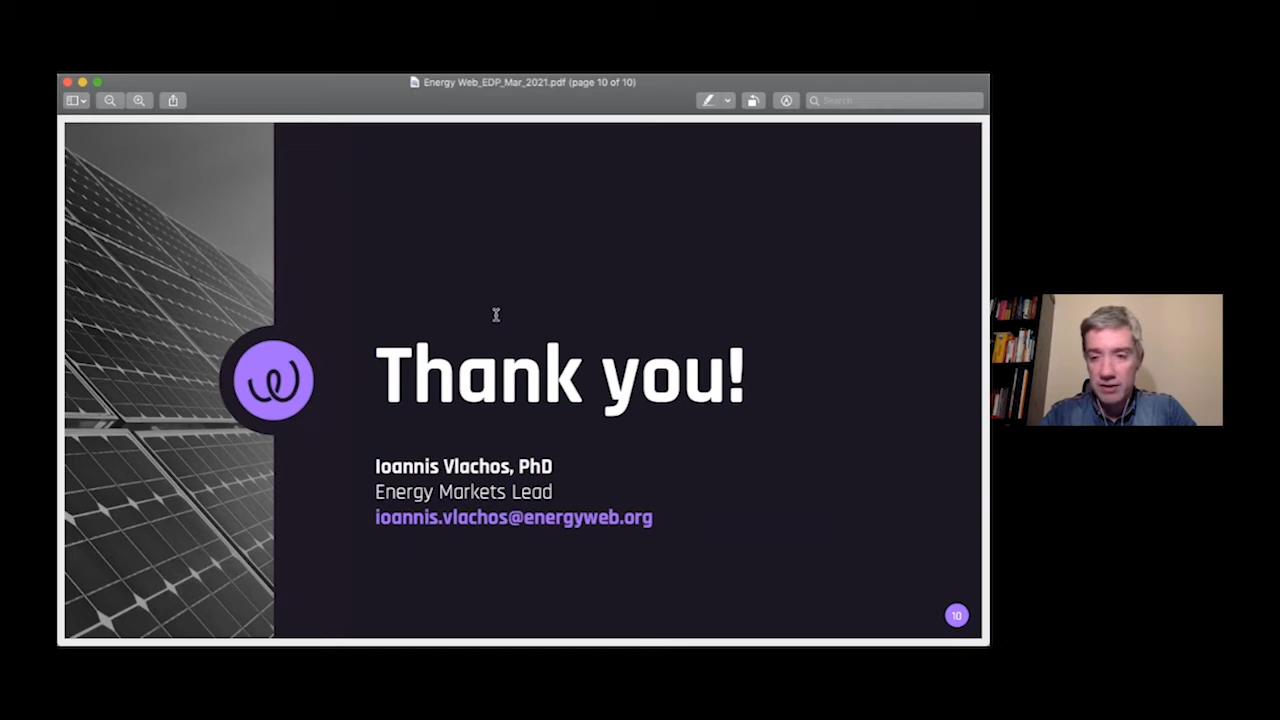 Energy Web_EDP_Mar_2021.pdf (page 10 of 10)
Search
Thank you!
Ioannis Vlachos, PhD
Energy Markets Lead
ioannis.vlachos@energyweb.org
10